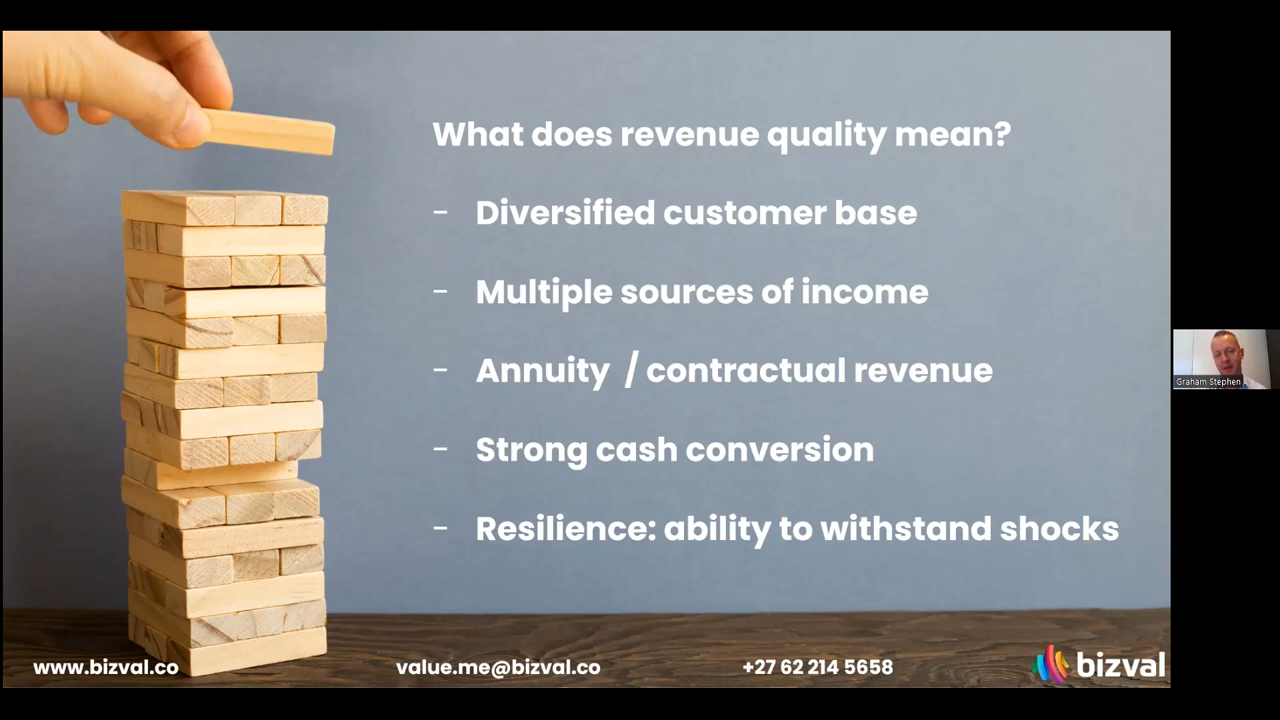 What does revenue quality mean?
- Diversified customer base
- Multiple sources of income
- Annuity / contractual revenue
- Strong cash conversion
- Resilience: ability to withstand shocks
Graham Stephen
www.bizval.co
value.me@bizval.co
+27 62 214 5658
bizval